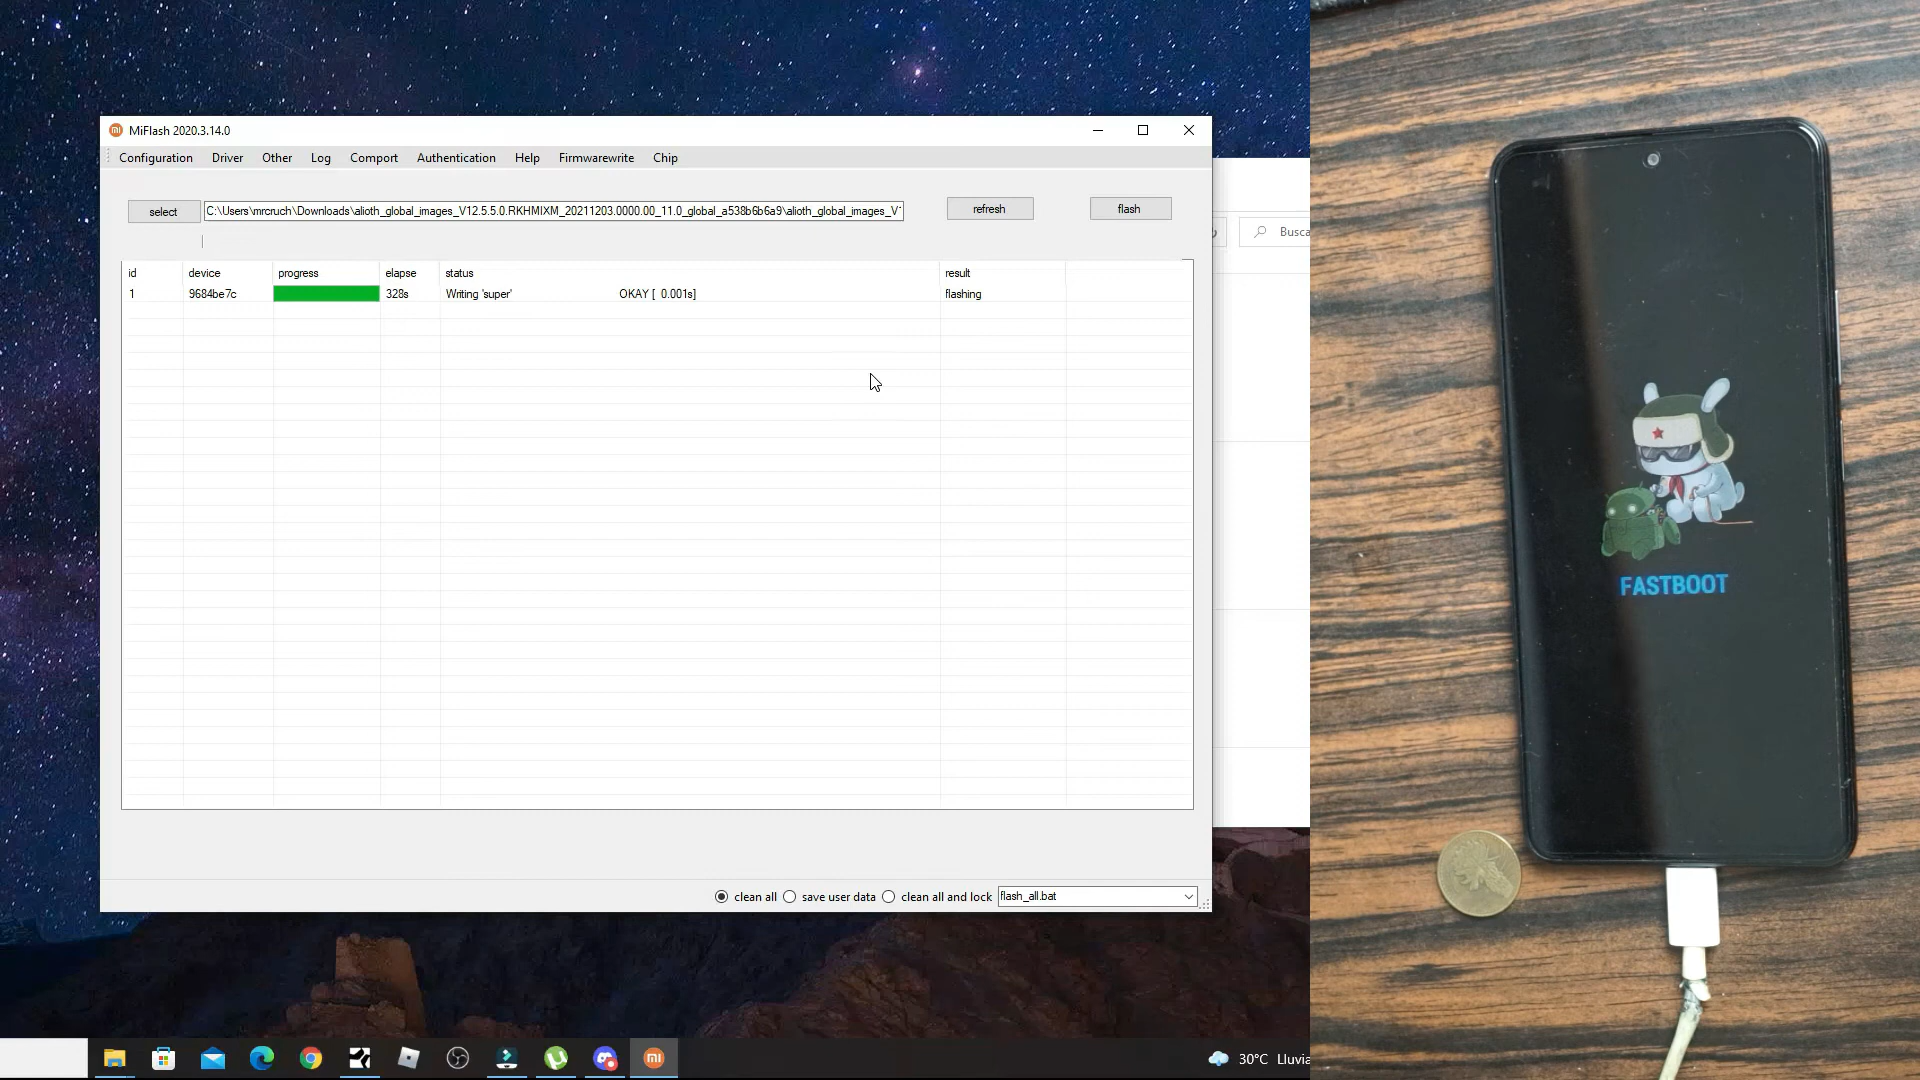 MiFlash 2020.3.14.0
Configuration Driver Other Log Comport Authentication Help Firmwarewrite Chip
select C:\Users\mrcruch\Downloads\alioth_global_images_V12.5.5.0.RKHMIXM_20211203.0000.00_11.0_global_a538b6b6a9\alioth_global_images_V refresh flash
Busca
id device progress elapse status result
1 9684be7c 328s Writing 'super' OKAY [ 0.001s] flashing
FASTBOOT
clean all save user data clean all and lock flash_all.bat
30°C Lluvia